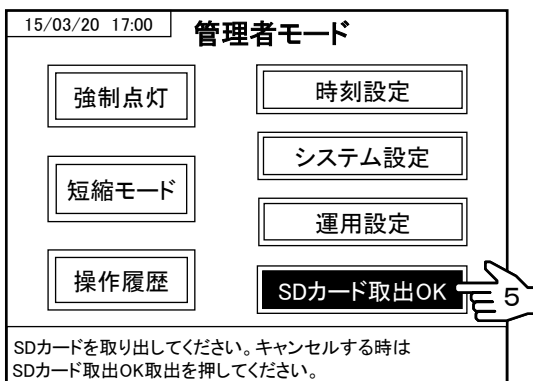 15/03/20 17:00
管理者モード
強制点灯
時刻設定
システム設定
短縮モード
運用設定
操作履歴
SDカード取出OK
5
SDカードを取り出してください。キャンセルする時は
SDカード取出OK取出を押してください。